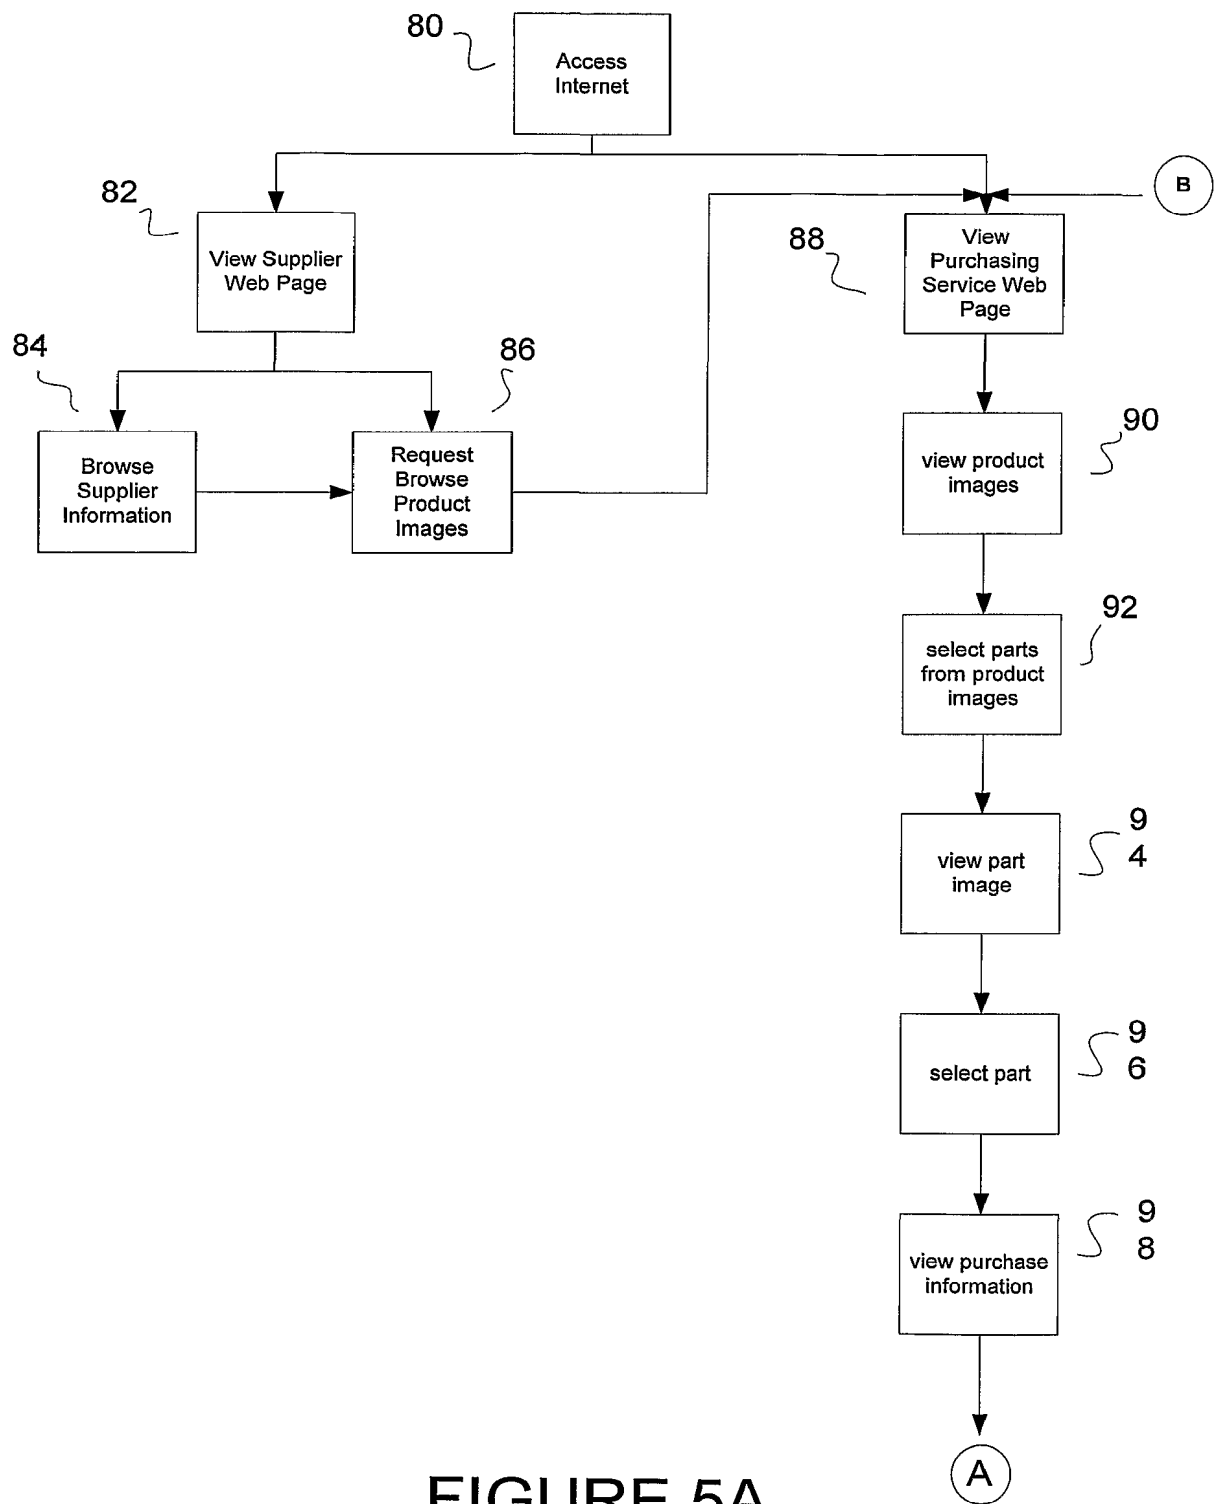 80
Access
Internet
82
View Supplier
Web Page
B
88
View
Purchasing
Service Web
Page
84
Browse
Supplier
Information
86
Request
Browse
Product
Images
90
view product
images
92
select parts
from product
images
9
4
view part
image
9
6
select part
9
8
view purchase
information
A
FIGURE 5A